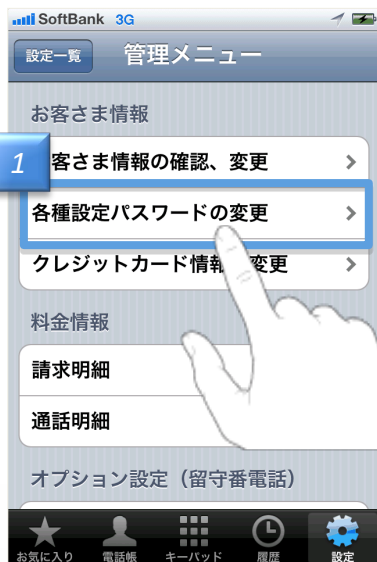 SoftBank 3G
設定一覧 管理メニュー
お客さま情報
1
客さま情報の確認、変更
各種設定パスワードの変更
クレジットカード情報 変更
料金情報
請求明細
通話明細
オプション設定（留守番電話）
お気に入り 電話帳 キーパッド 履歴 設定